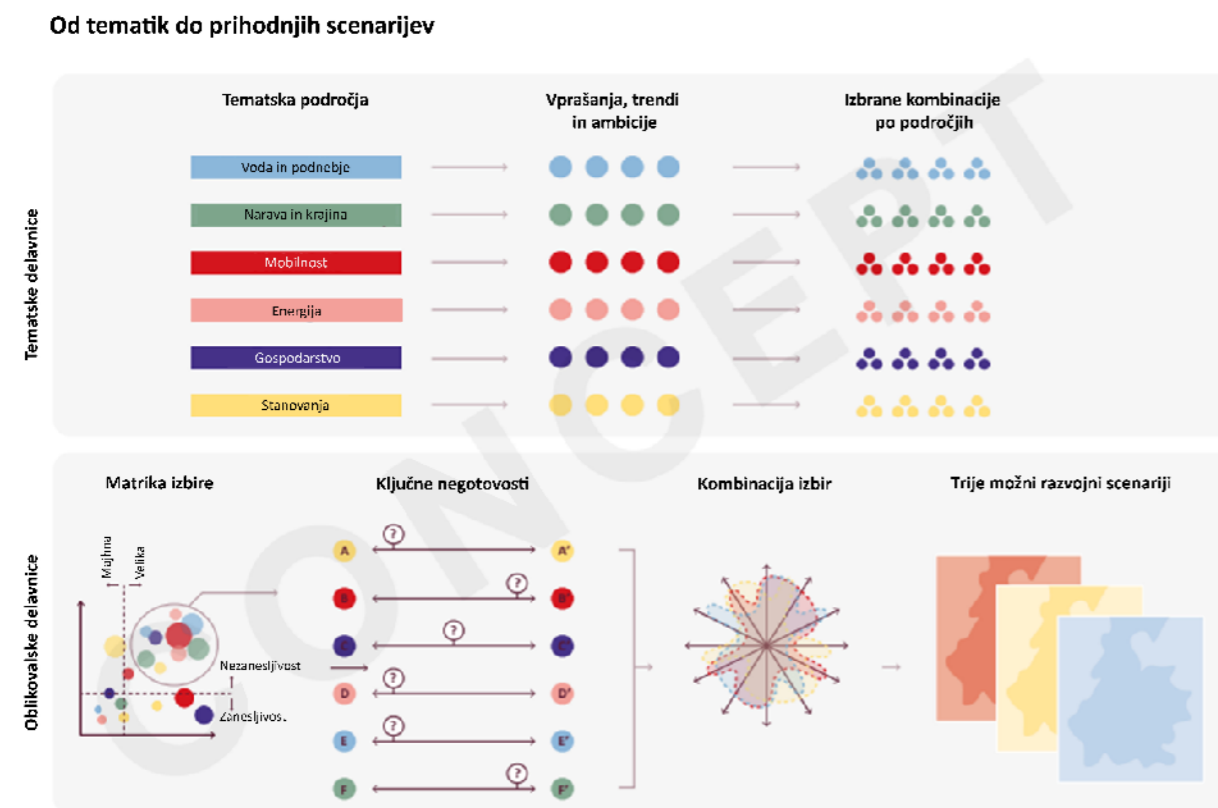 Od tematik do prihodnjih scenarijev
Tematske delavnice
Tematska področja
Vprašanja, trendi
in ambicije
Izbrane kombinacije
po področjih
Voda in podnebje
Narava in krajina
Mobilnost
Energija
Gospodarstvo
Stanovanja
CONCEPT
Oblikovalske delavnice
Matrika izbire
Ključne negotovosti
Kombinacija izbir
Trije možni razvojni scenariji
Majhna
Velika
Nezanesljivost
Zanesljivost
A ? A'
B ? B'
C ? C'
D ? D'
E ? E'
F ? F'